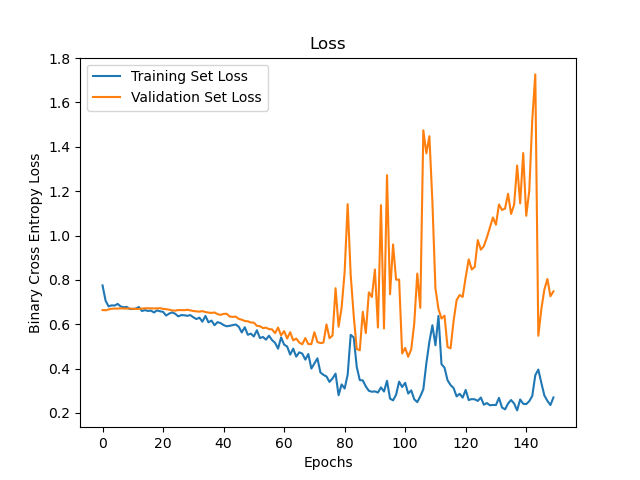 Loss
Training Set Loss
Validation Set Loss
Binary Cross Entropy Loss
1.8
1.6
1.4
1.2
1.0
0.8
0.6
0.4
0.2
0 20 40 60 80 100 120 140
Epochs